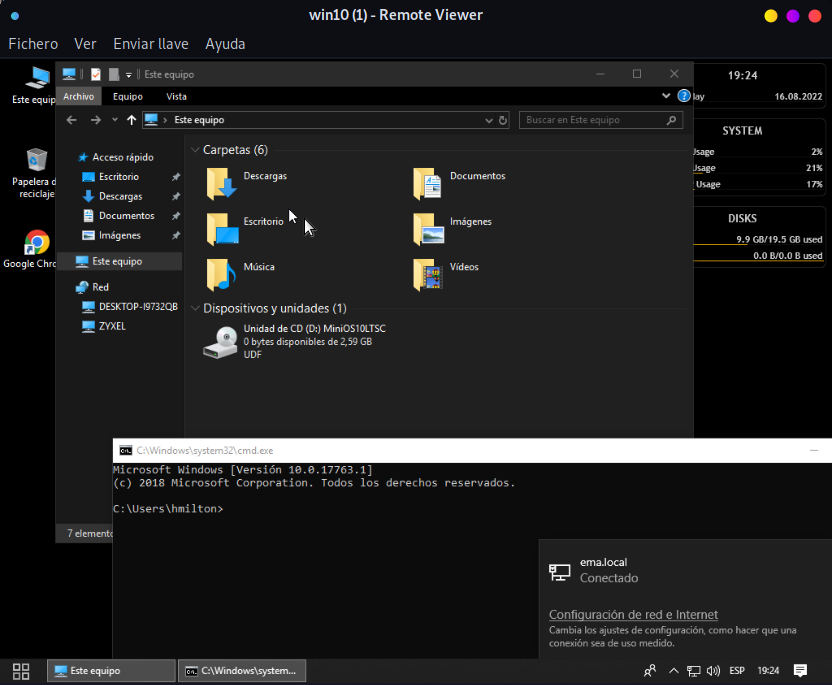 win10 (1) - Remote Viewer
Fichero Ver Enviar llave Ayuda
Este equipo
19:24
Este equip
Archivo Equipo Vista
lay 16.08.2022
Este equipo
Buscar en Este equipo
SYSTEM
Usage 2%
Usage 21%
Usage 17%
Papelera d
reciclaje
Google Chro
Acceso rápido
Escritorio
Descargas
Documentos
Imágenes
Este equipo
Red
DESKTOP-I9732QB
ZYXEL
Carpetas (6)
Descargas
Documentos
Escritorio
Imágenes
Música
Vídeos
Dispositivos y unidades (1)
Unidad de CD (D:) MiniOS10LTSC
0 bytes disponibles de 2,59 GB
UDF
DISKS
9.9 GB/19.5 GB used
0.0 B/0.0 B used
7 elemento
C:\Windows\system32\cmd.exe
Microsoft Windows [Versión 10.0.17763.1]
(c) 2018 Microsoft Corporation. Todos los derechos reservados.
C:\Users\hmilton>
ema.local
Conectado
Configuración de red e Internet
Cambia los ajustes de configuración, como hacer que una
conexión sea de uso medido.
Este equipo
C:\Windows\system...
ESP 19:24